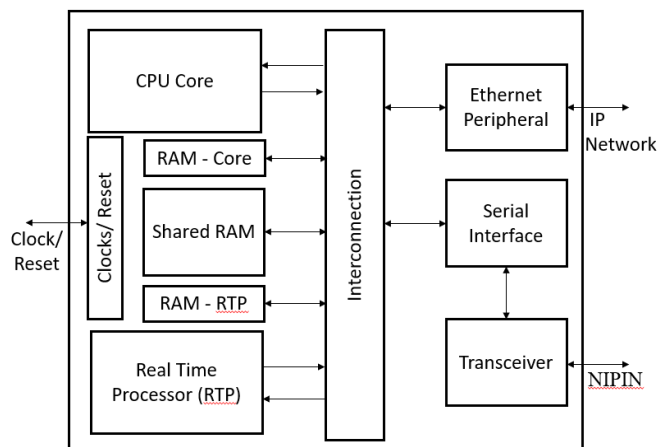 CPU Core
RAM - Core
Clocks/ Reset
Shared RAM
RAM - RTP
Real Time
Processor (RTP)
Clock/
Reset
Interconnection
Ethernet
Peripheral
IP
Network
Serial
Interface
Transceiver
NIPIN